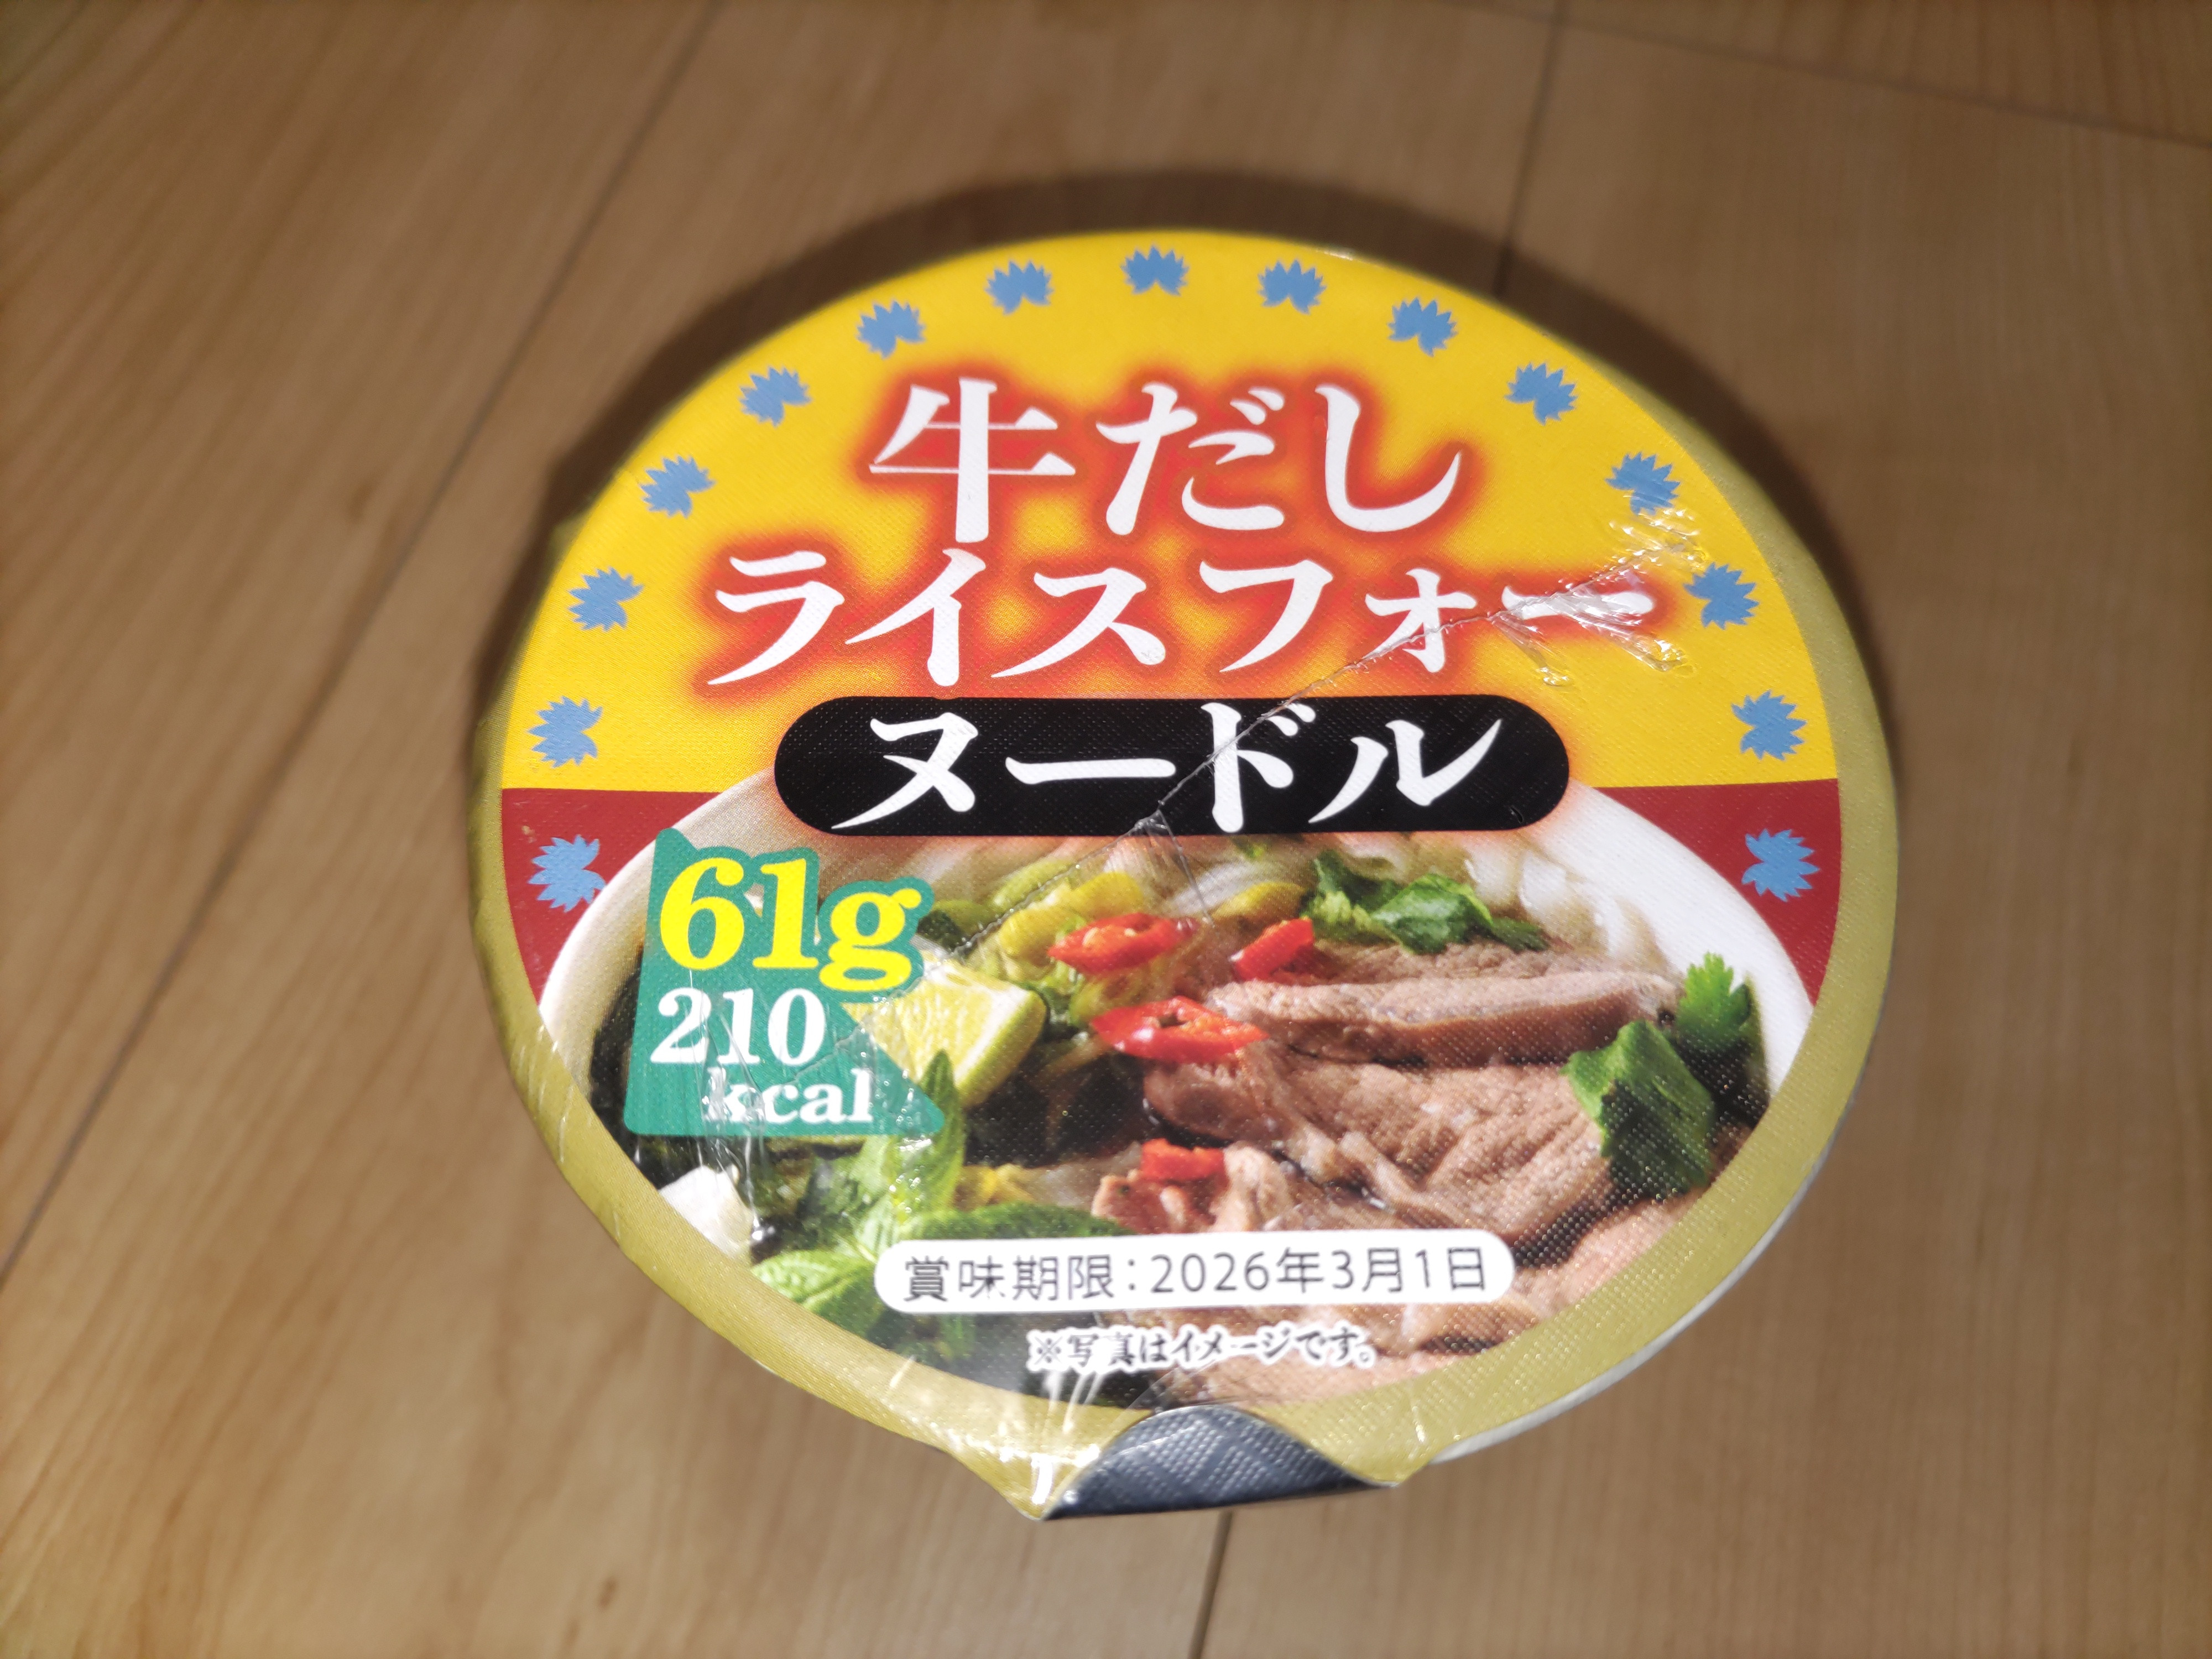 牛だし
ライスフォー
ヌードル
61g
210
kcal
賞味期限：2026年3月1日
※写真はイメージです。